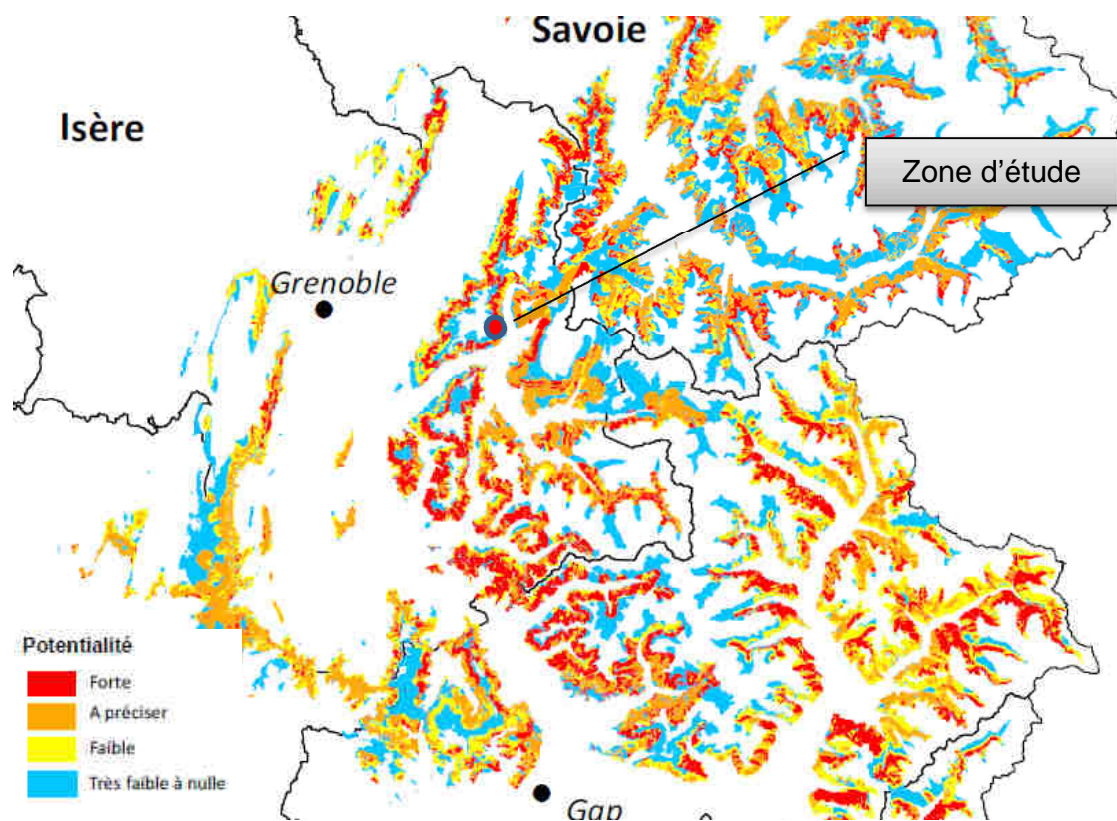 Savoie
Isère
Zone d'étude
Grenoble
Potentialité
Forte
A préciser
Faible
Très faible à nulle
Gap